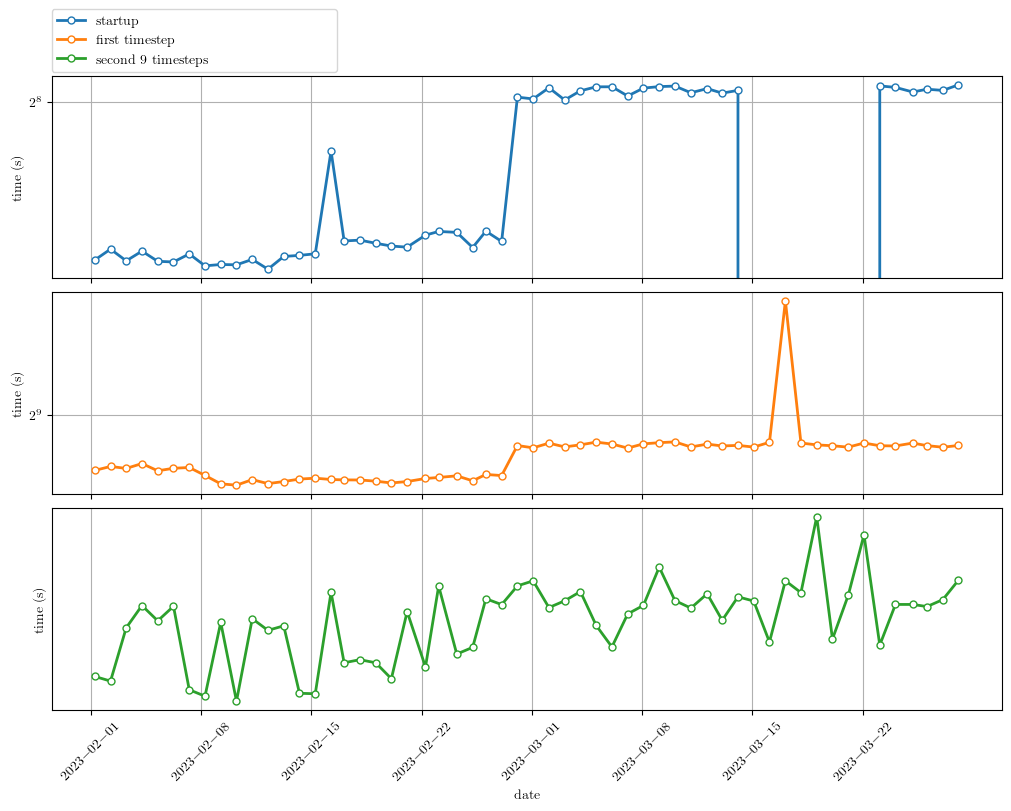 startup
first timestep
second 9 timesteps
2^8
time (s)
2^9
time (s)
time (s)
2023−02−01
2023−02−08
2023−02−15
2023−02−22
2023−03−01
2023−03−08
2023−03−15
2023−03−22
date